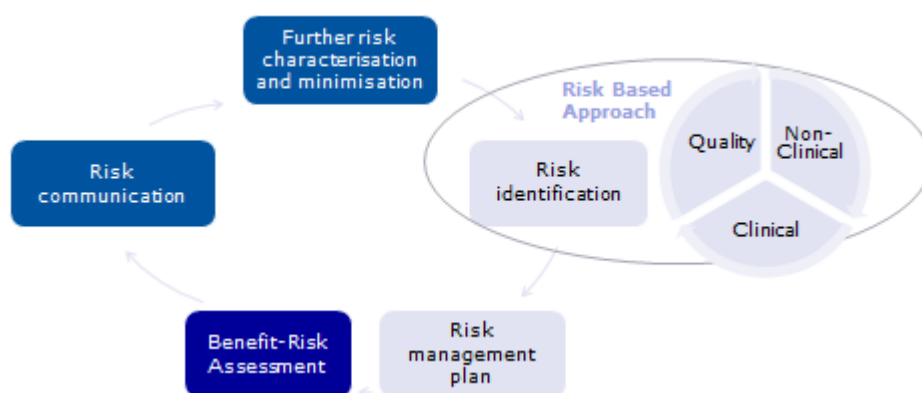 Further risk
characterisation
and minimisation
Risk Based
Approach
Quality
Non-
Clinical
Clinical
Risk
identification
Risk
communication
Benefit-Risk
Assessment
Risk
management
plan